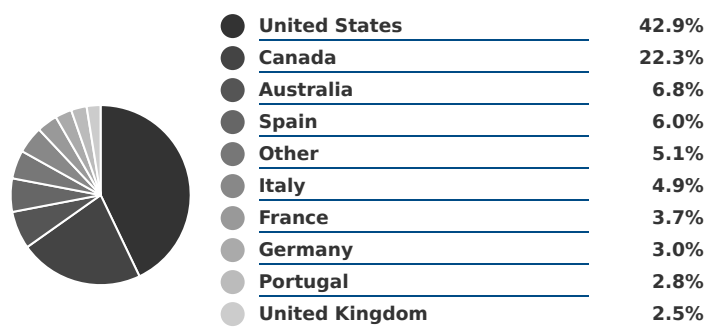 United States 42.9%
Canada 22.3%
Australia 6.8%
Spain 6.0%
Other 5.1%
Italy 4.9%
France 3.7%
Germany 3.0%
Portugal 2.8%
United Kingdom 2.5%